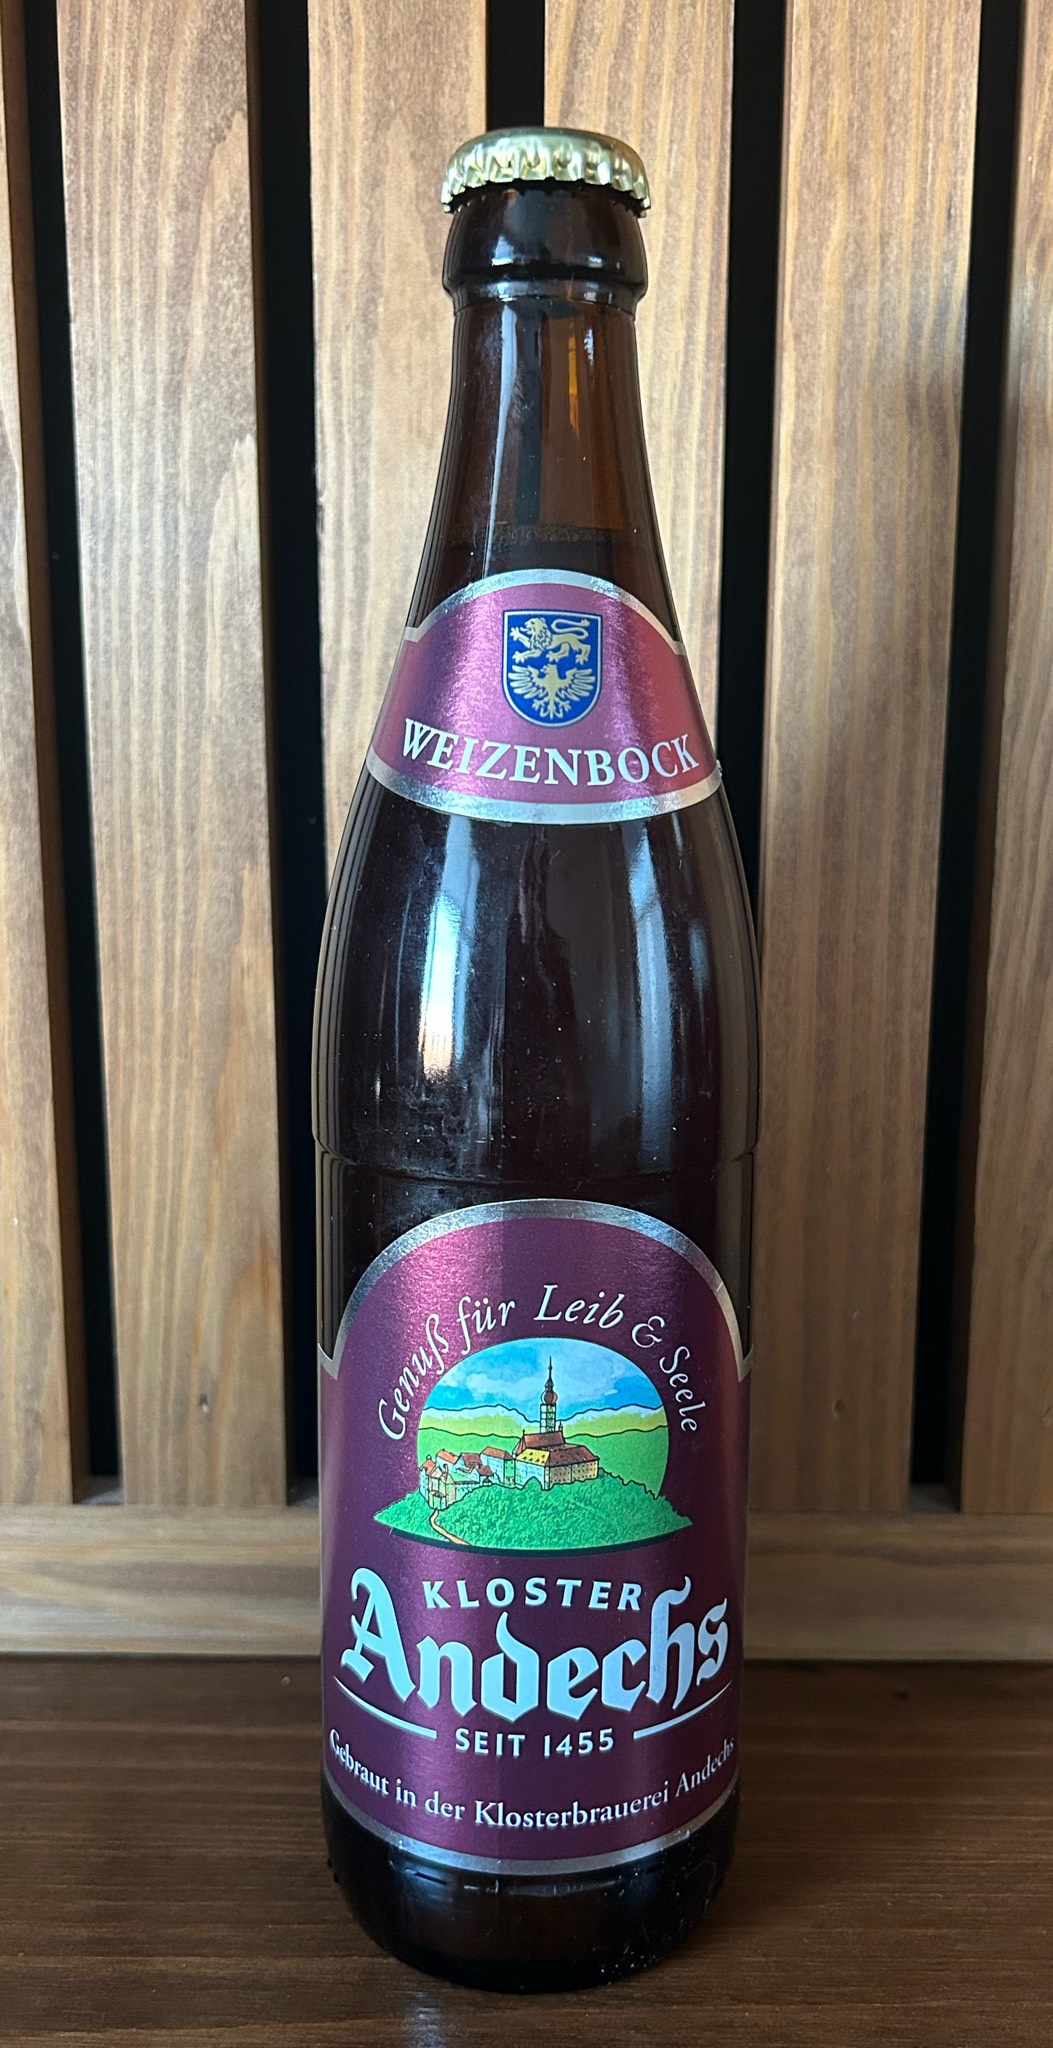 WEIZENBOCK
Genuß für Leib & Seele
KLOSTER
Andechs
SEIT 1455
Gebraut in der Klosterbrauerei Andechs